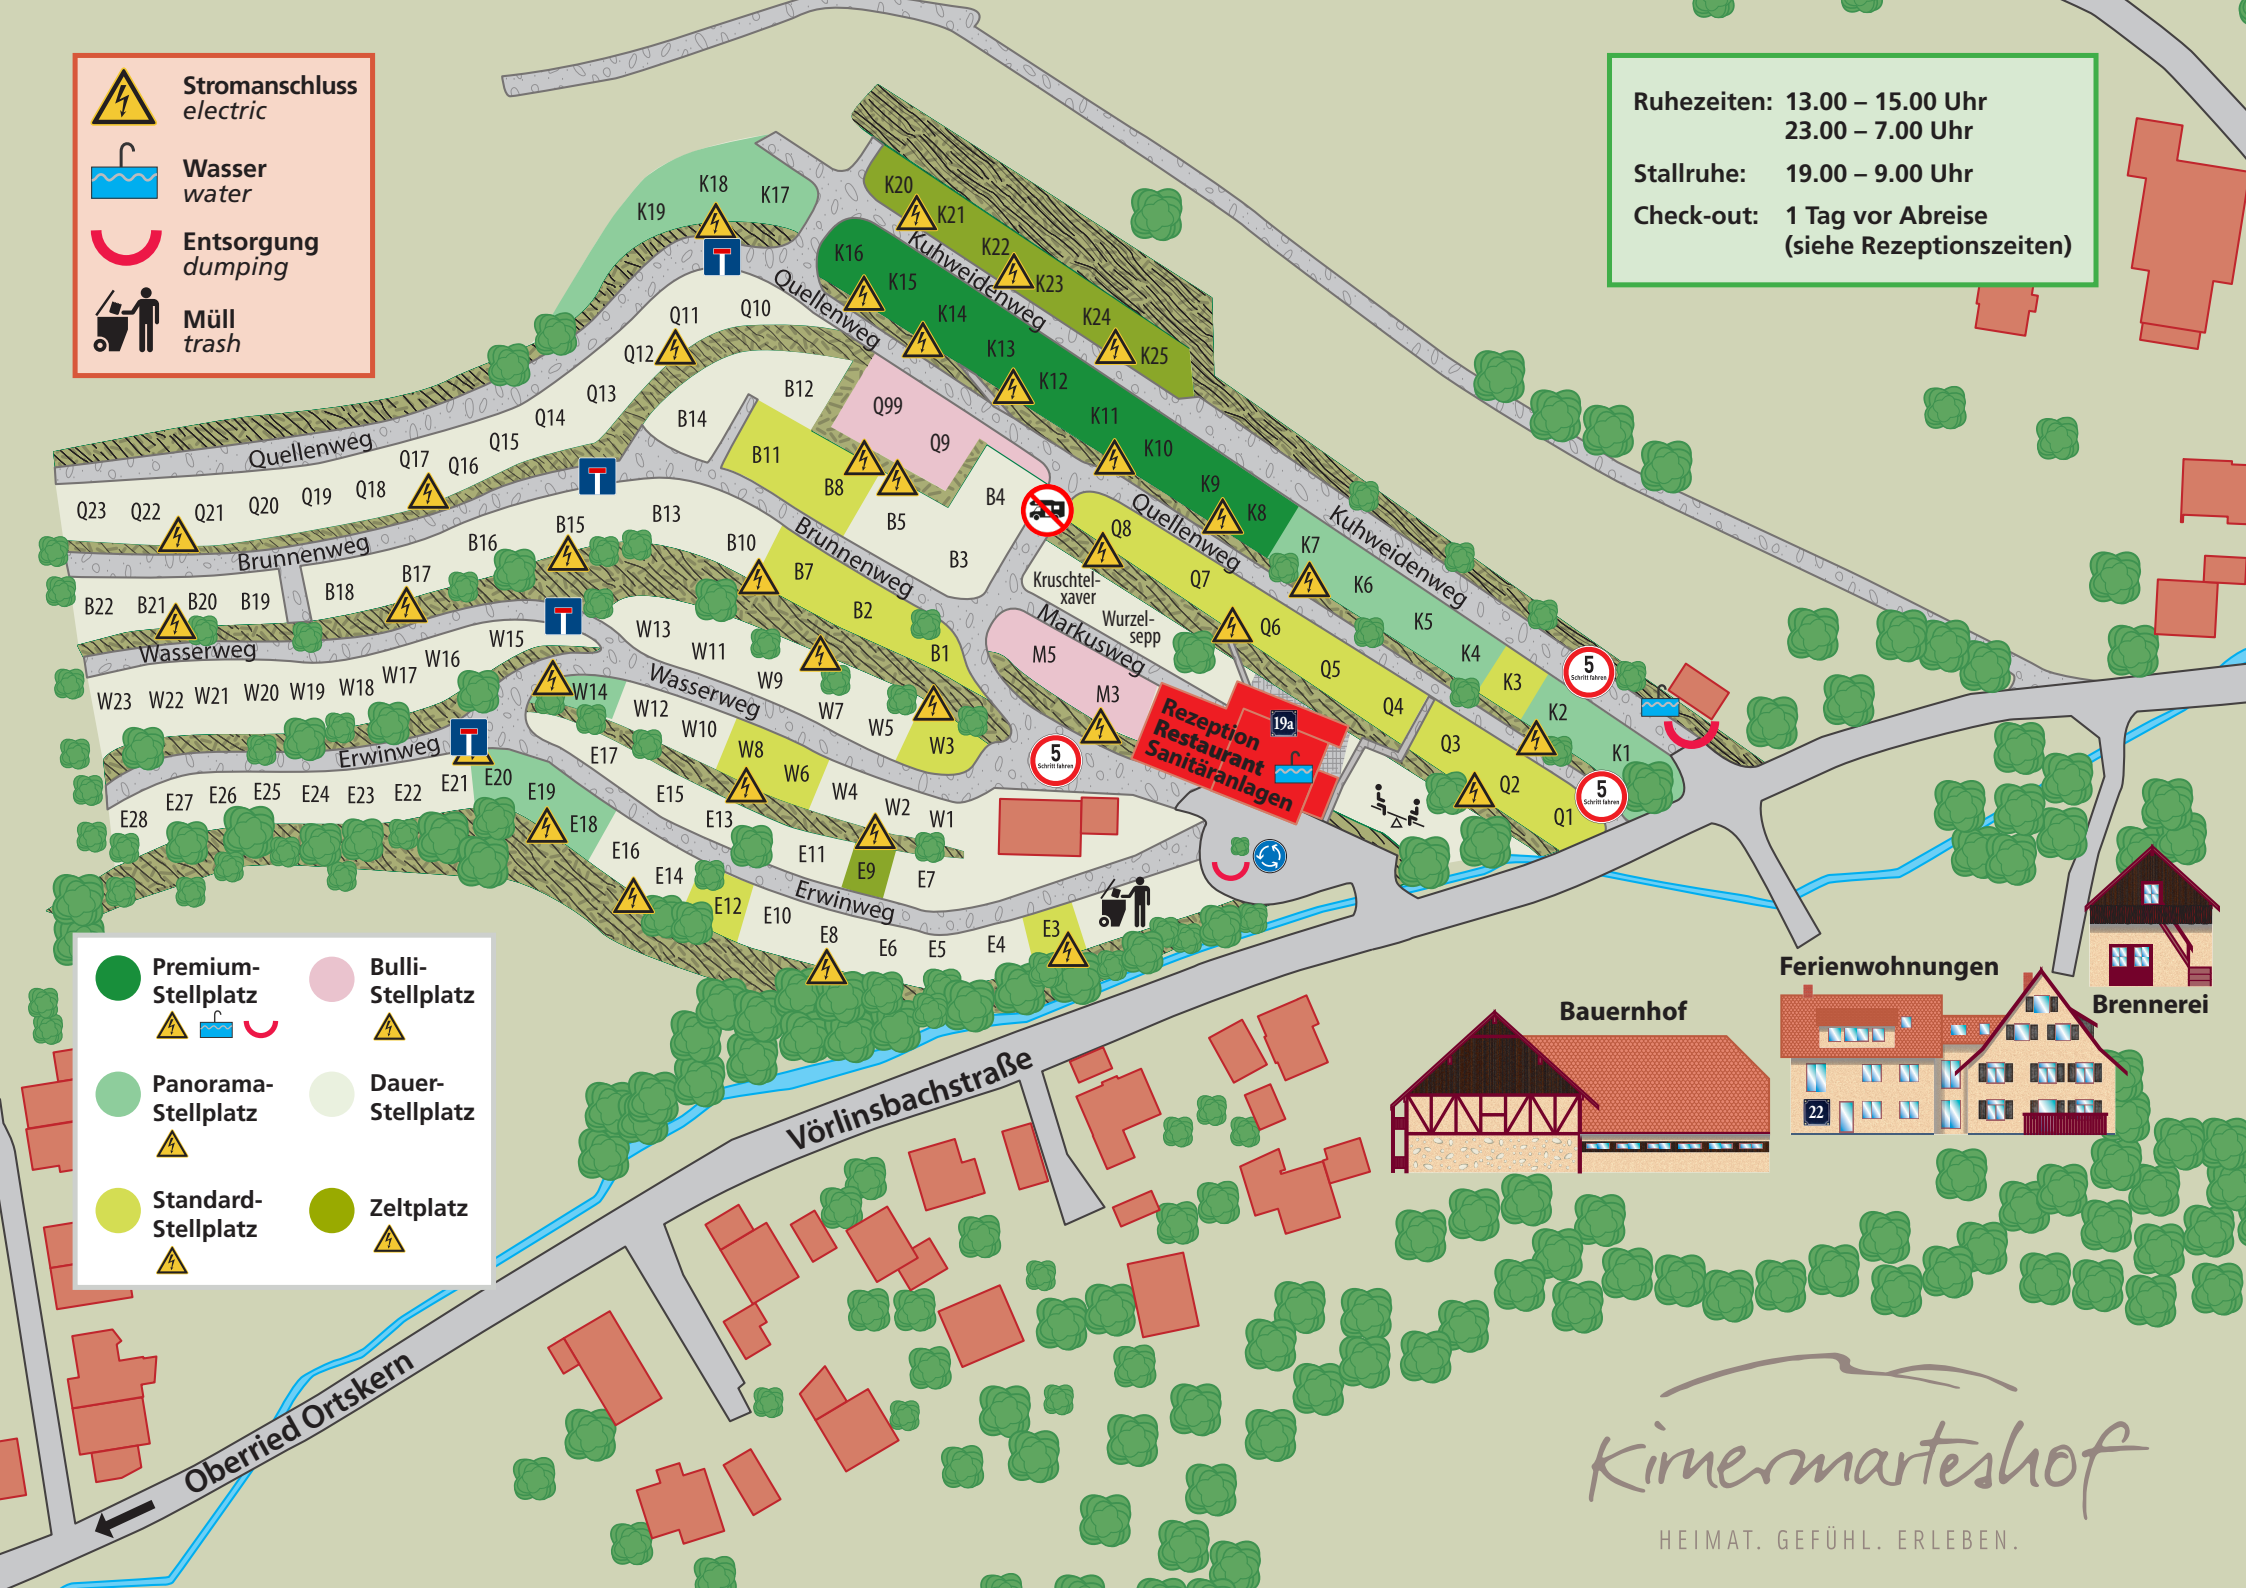 Stromanschluss
electric
Wasser
water
Entsorgung
dumping
Müll
trash
Ruhezeiten: 13.00 – 15.00 Uhr
23.00 – 7.00 Uhr
Stallruhe: 19.00 – 9.00 Uhr
Check-out: 1 Tag vor Abreise
(siehe Rezeptionszeiten)
K18
K17
K19
K20
K21
K22
K23
K24
K25
Kuhweidenweg
K16
K15
K14
K13
K12
K11
K10
K9
K8
K7
K6
K5
K4
K3
K2
K1
Kuhweidenweg
Quellenweg
Quellenweg
Quellenweg
Q10
Q11
Q12
Q13
Q14
Q15
Q16
Q17
Q18
Q19
Q20
Q21
Q22
Q23
Q99
Q9
Q8
Q7
Q6
Q5
Q4
Q3
Q2
Q1
B12
B14
B11
B8
B5
B4
B3
Brunnenweg
Brunnenweg
B13
B15
B16
B17
B18
B19
B20
B21
B22
B10
B7
B2
B1
Kruschtel-
xaver
Wurzel-
sepp
Markusweg
M5
M3
Wasserweg
Wasserweg
W15
W16
W17
W18
W19
W20
W21
W22
W23
W13
W11
W9
W7
W5
W3
W14
W12
W10
W8
W6
W4
W2
W1
Erwinweg
Erwinweg
E17
E15
E13
E11
E9
E7
E28
E27
E26
E25
E24
E23
E22
E21
E20
E19
E18
E16
E14
E12
E10
E8
E6
E5
E4
E3
5
Schritt fahren
5
Schritt fahren
5
Schritt fahren
19a
Rezeption
Restaurant
Sanitäranlagen
Premium-
Stellplatz
Bulli-
Stellplatz
Panorama-
Stellplatz
Dauer-
Stellplatz
Standard-
Stellplatz
Zeltplatz
Vörlinsbachstraße
Oberried Ortskern
Bauernhof
Ferienwohnungen
22
Brennerei
Kirnermarteshof
HEIMAT. GEFÜHL. ERLEBEN.